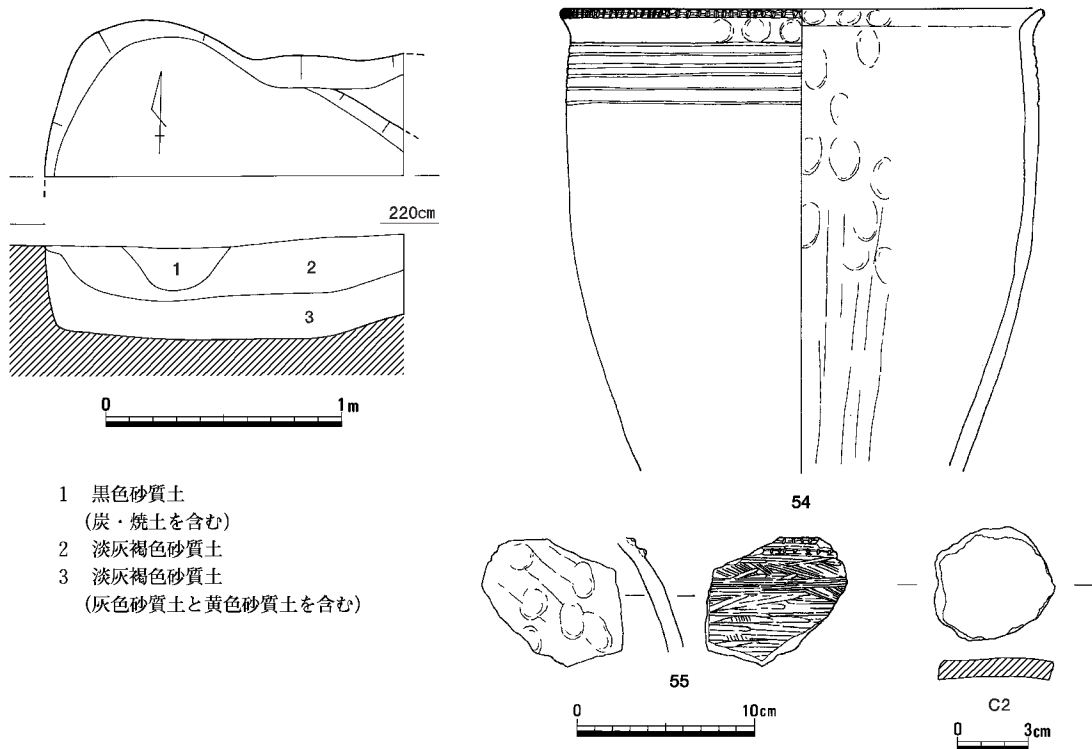 220cm
1
2
3
0 1m
1 黒色砂質土
(炭・焼土を含む)
2 淡灰褐色砂質土
3 淡灰褐色砂質土
(灰色砂質土と黄色砂質土を含む)
54
55
0 10cm
C2
0 3cm